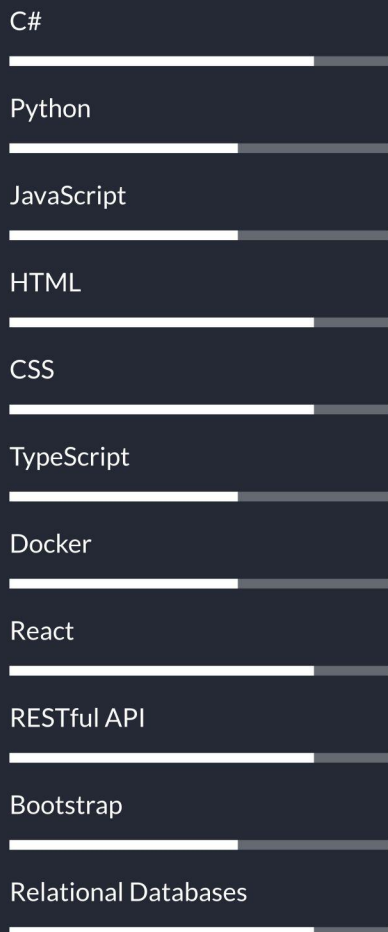 C#
Python
JavaScript
HTML
CSS
TypeScript
Docker
React
RESTful API
Bootstrap
Relational Databases